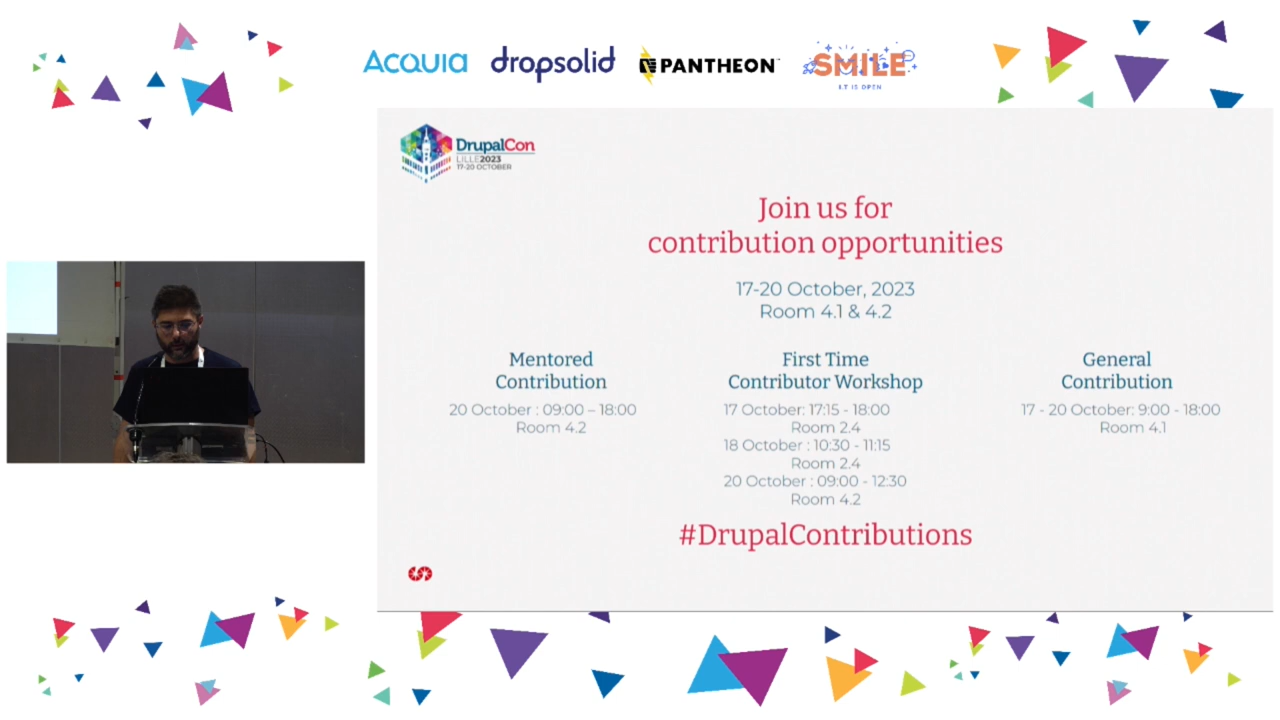 ACQUIA
dropsolid
PANTHEON
SMILE
I.T IS OPEN
DrupalCon
LILLE2023
17-20 OCTOBER
Join us for
contribution opportunities
17-20 October, 2023
Room 4.1 & 4.2
Mentored
Contribution
20 October : 09:00 – 18:00
Room 4.2
First Time
Contributor Workshop
17 October: 17:15 - 18:00
Room 2.4
18 October : 10:30 - 11:15
Room 2.4
20 October : 09:00 - 12:30
Room 4.2
General
Contribution
17 - 20 October: 9:00 - 18:00
Room 4.1
#DrupalContributions